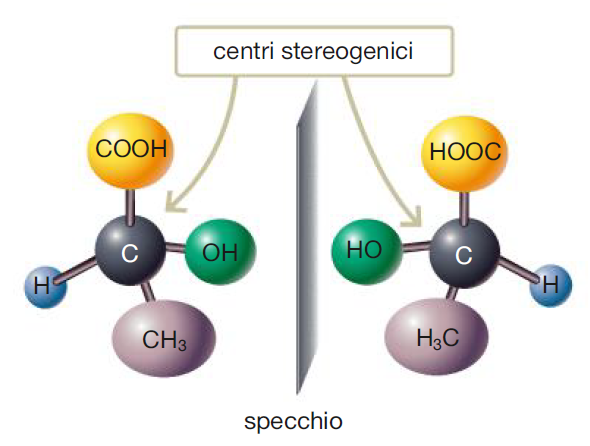 centri stereogenici
COOH
C
OH
H
CH₃
HOOC
HO
C
H
H₃C
specchio